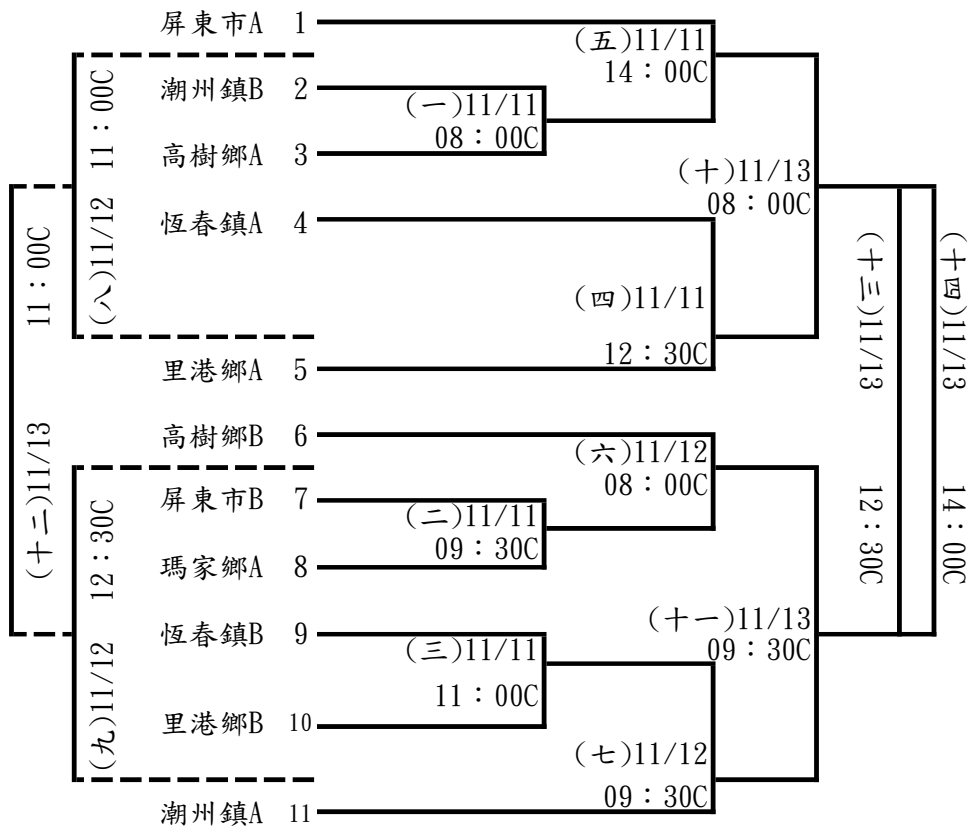 屏東市A 1
(五)11/11
14：00C
潮州鎮B 2
(一)11/11
08：00C
高樹鄉A 3
(八)11/12 11：00C
恆春鎮A 4
(十)11/13
08：00C
(四)11/11
12：30C
里港鄉A 5
高樹鄉B 6
(六)11/12
08：00C
屏東市B 7
(二)11/11
09：30C
瑪家鄉A 8
(九)11/12 12：30C
恆春鎮B 9
(三)11/11
11：00C
里港鄉B 10
(十一)11/13
09：30C
(七)11/12
09：30C
潮州鎮A 11
(十二)11/13 11：00C
(十三)11/13 12：30C
(十四)11/13 14：00C